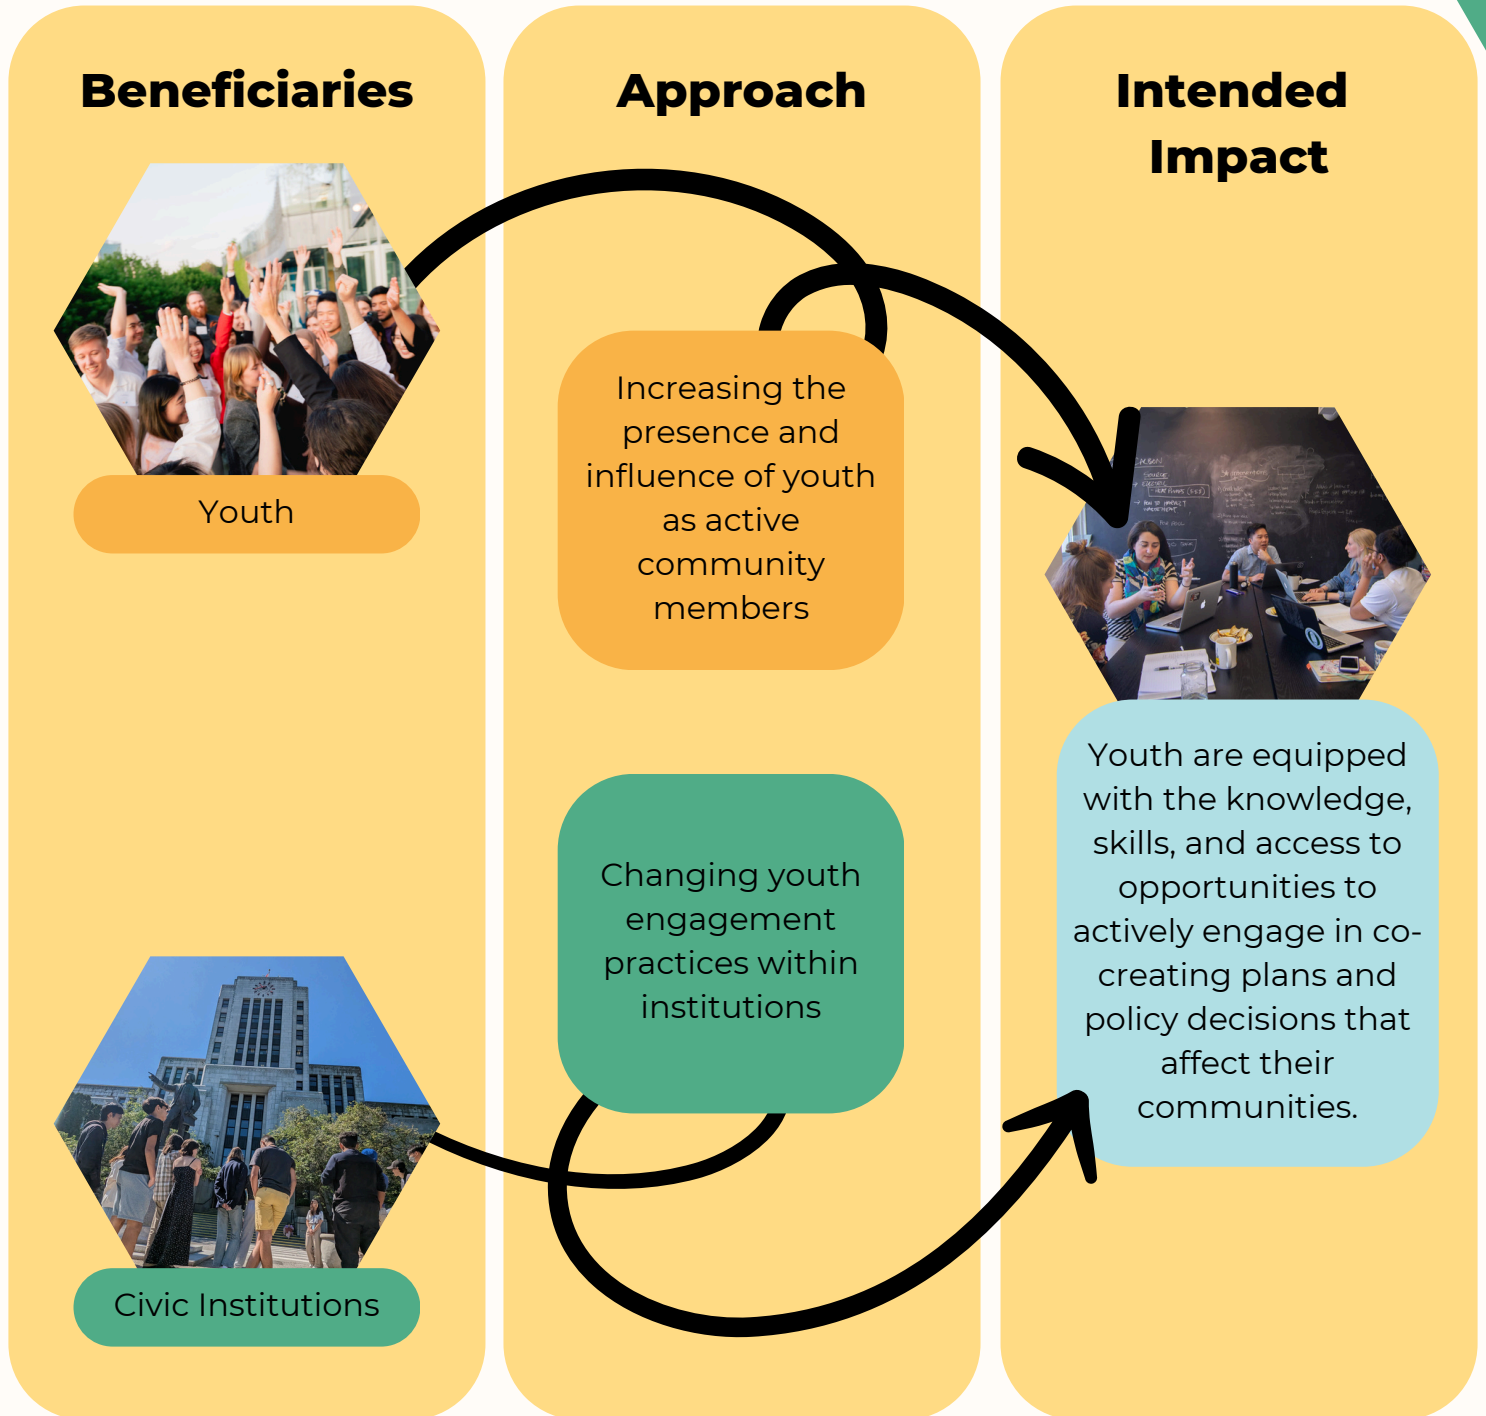 Beneficiaries
Youth
Civic Institutions
Approach
Increasing the
presence and
influence of youth
as active
community
members
Changing youth
engagement
practices within
institutions
Intended
Impact
Youth are equipped
with the knowledge,
skills, and access to
opportunities to
actively engage in co-
creating plans and
policy decisions that
affect their
communities.